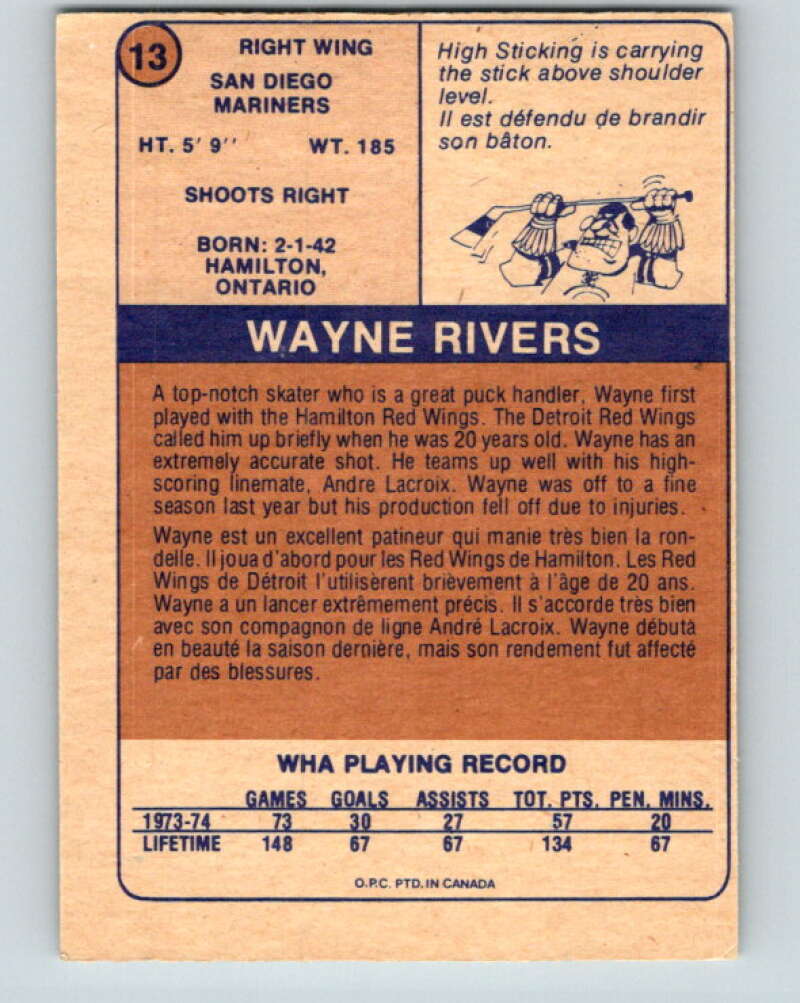 13
RIGHT WING
SAN DIEGO
MARINERS
HT. 5' 9'' WT. 185
SHOOTS RIGHT
BORN: 2-1-42
HAMILTON,
ONTARIO
High Sticking is carrying
the stick above shoulder
level.
Il est défendu de brandir
son bâton.
WAYNE RIVERS
A top-notch skater who is a great puck handler, Wayne first
played with the Hamilton Red Wings. The Detroit Red Wings
called him up briefly when he was 20 years old. Wayne has an
extremely accurate shot. He teams up well with his high-
scoring linemate, Andre Lacroix. Wayne was off to a fine
season last year but his production fell off due to injuries.
Wayne est un excellent patineur qui manie très bien la ron-
delle. Il joua d'abord pour les Red Wings de Hamilton. Les Red
Wings de Détroit l'utilisèrent brièvement à l'âge de 20 ans.
Wayne a un lancer extrêmement précis. Il s'accorde très bien
avec son compagnon de ligne André Lacroix. Wayne débuta
en beauté la saison dernière, mais son rendement fut affecté
par des blessures.
WHA PLAYING RECORD
GAMES GOALS ASSISTS TOT. PTS. PEN. MINS.
1973-74 73 30 27 57 20
LIFETIME 148 67 67 134 67
O.P.C. PTD. IN CANADA